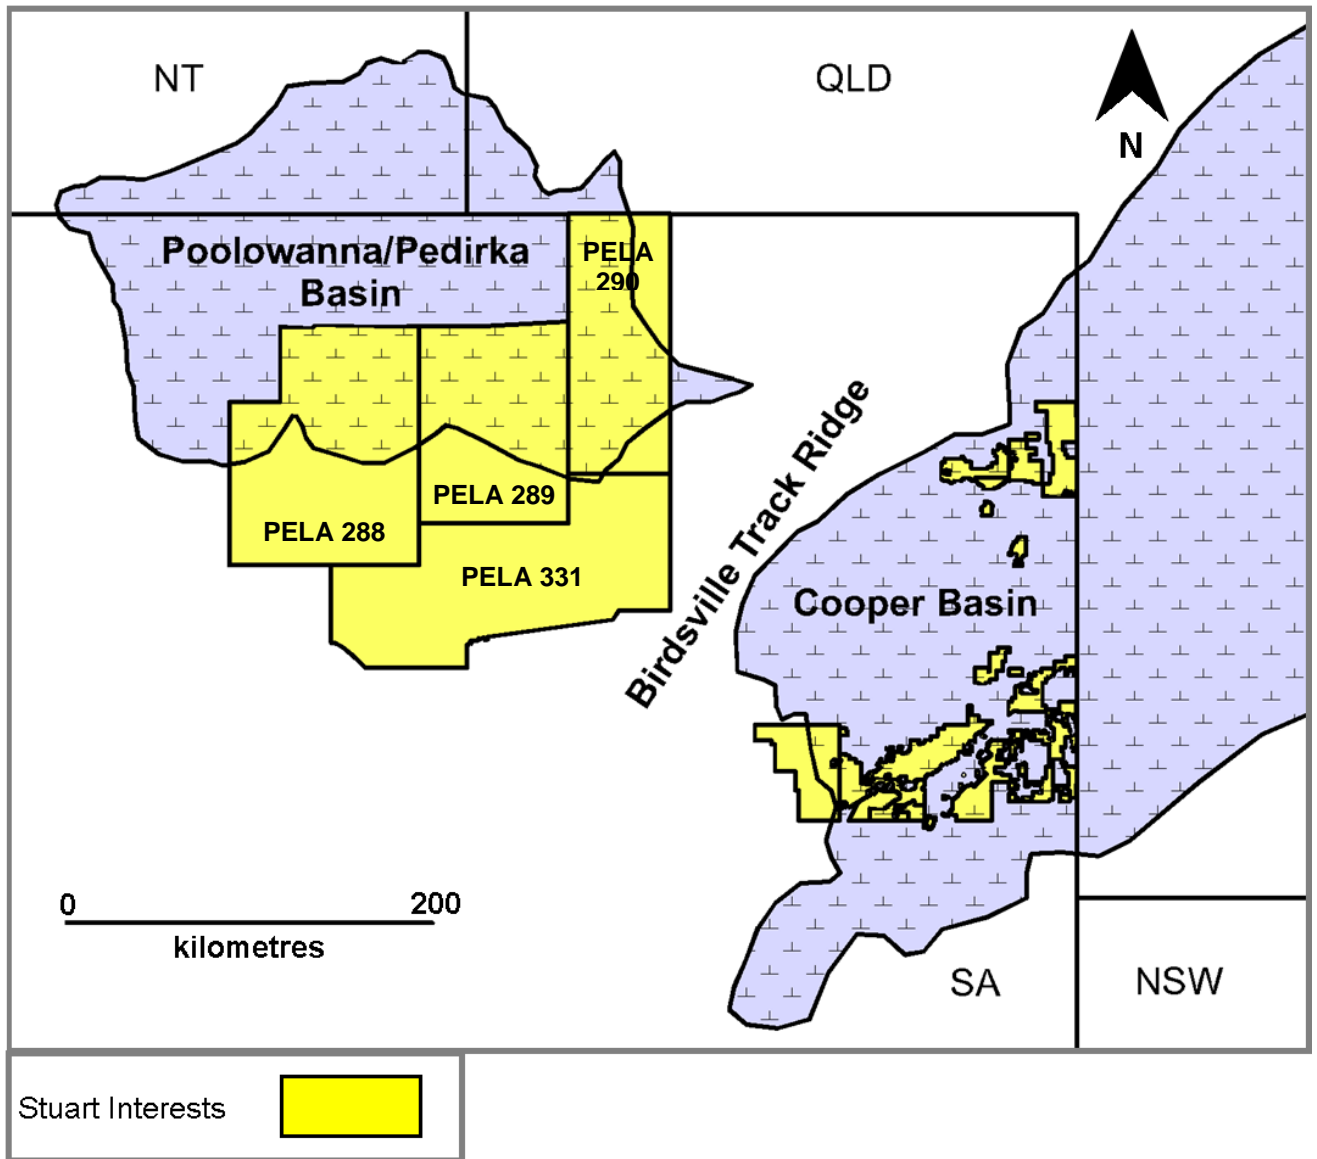 NT
QLD
N
Poolowanna/Pedirka
Basin
PELA
290
PELA 289
PELA 288
PELA 331
Birdsville Track Ridge
Cooper Basin
0
200
kilometres
SA
NSW
Stuart Interests